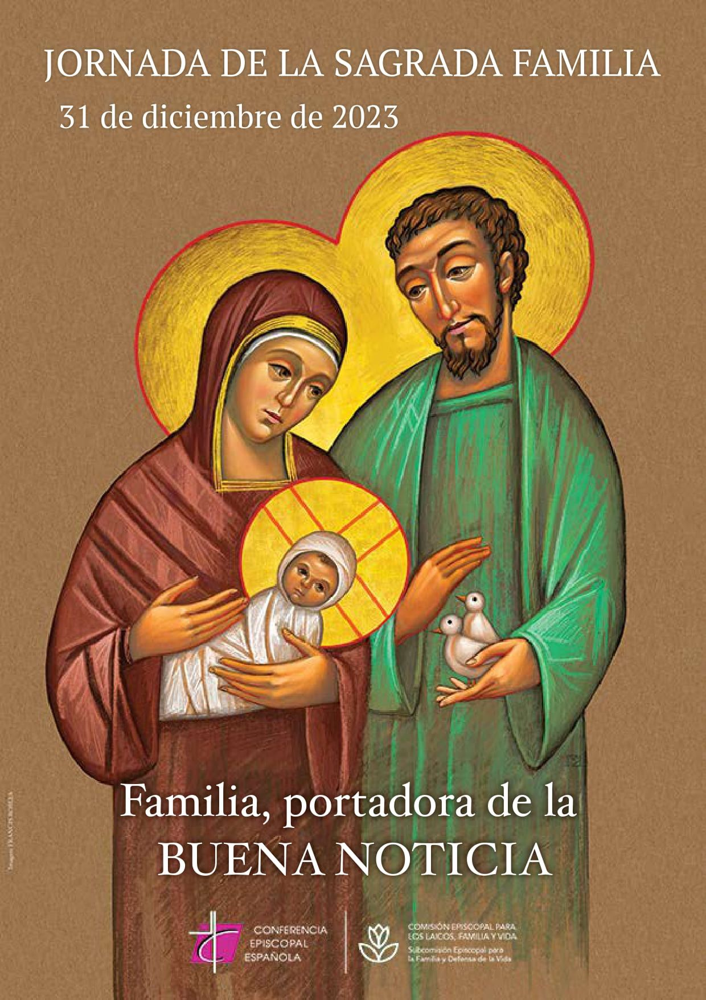 JORNADA DE LA SAGRADA FAMILIA
31 de diciembre de 2023
Familia, portadora de la
BUENA NOTICIA
CONFERENCIA
EPISCOPAL
ESPAÑOLA
COMISIÓN EPISCOPAL PARA
LOS LAICOS, FAMILIA Y VIDA
Subcomisión Episcopal para
la Familia y Defensa de la Vida